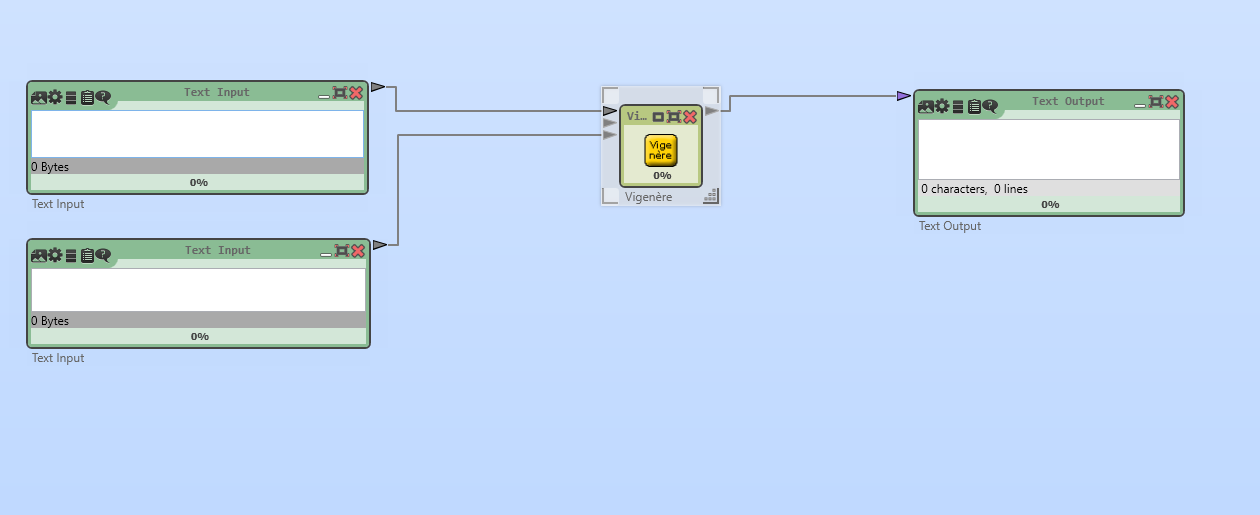 Text Input
0 Bytes
0%
Text Input
Text Input
0 Bytes
0%
Text Input
Vi...
Vige
nère
0%
Vigenère
Text Output
0 characters,  0 lines
0%
Text Output